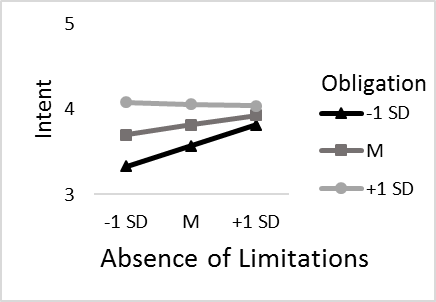 5
4
3
Intent
-1 SD M +1 SD
Absence of Limitations
Obligation
-1 SD
M
+1 SD